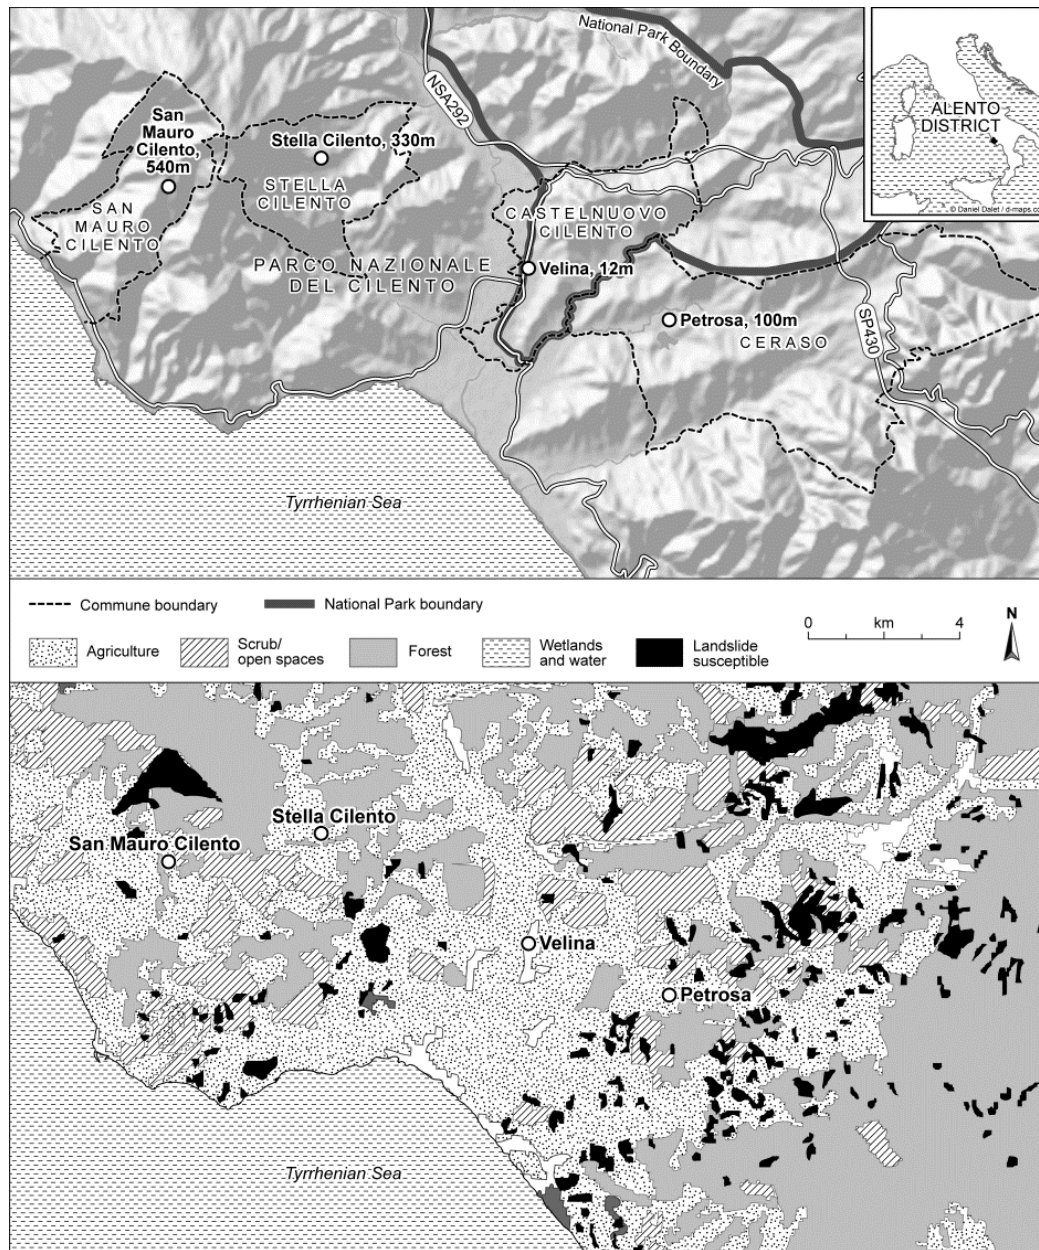 National Park
Boundary
NSA292
San
Mauro
Cilento,
540m
Stella Cilento, 330m
STELLA
CILENTO
SAN
MAURO
CILENTO
CASTELNUOVO
CILENTO
PARCO NAZIONALE
DEL CILENTO
Velina, 12m
Petrosa, 100m
CERASO
SP430
Tyrrhenian Sea
ALENTO
DISTRICT
Commune boundary
National Park boundary
Agriculture
Scrub/
open spaces
Forest
Wetlands
and water
Landslide
susceptible
0 km 4
N
Stella Cilento
San Mauro Cilento
Velina
Petrosa
Tyrrhenian Sea